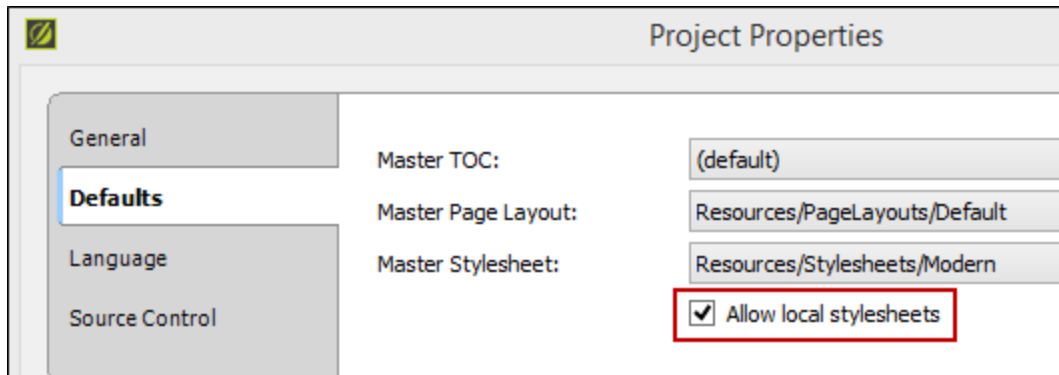 Project Properties
General
Defaults
Language
Source Control
Master TOC: (default)
Master Page Layout: Resources/PageLayouts/Default
Master Stylesheet: Resources/Stylesheets/Modern
Allow local stylesheets